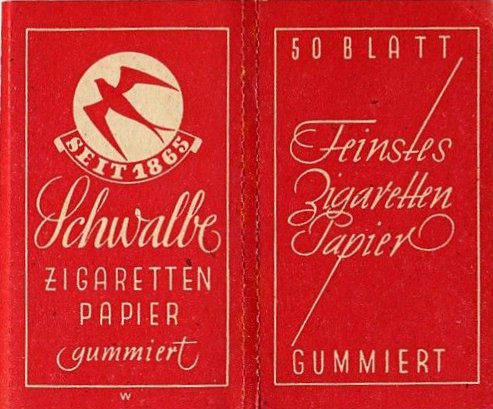 SEIT 1865
Schwalbe
ZIGARETTEN
PAPIER
gummiert
W
50 BLATT
Feinstes
Zigaretten
Papier
GUMMIERT